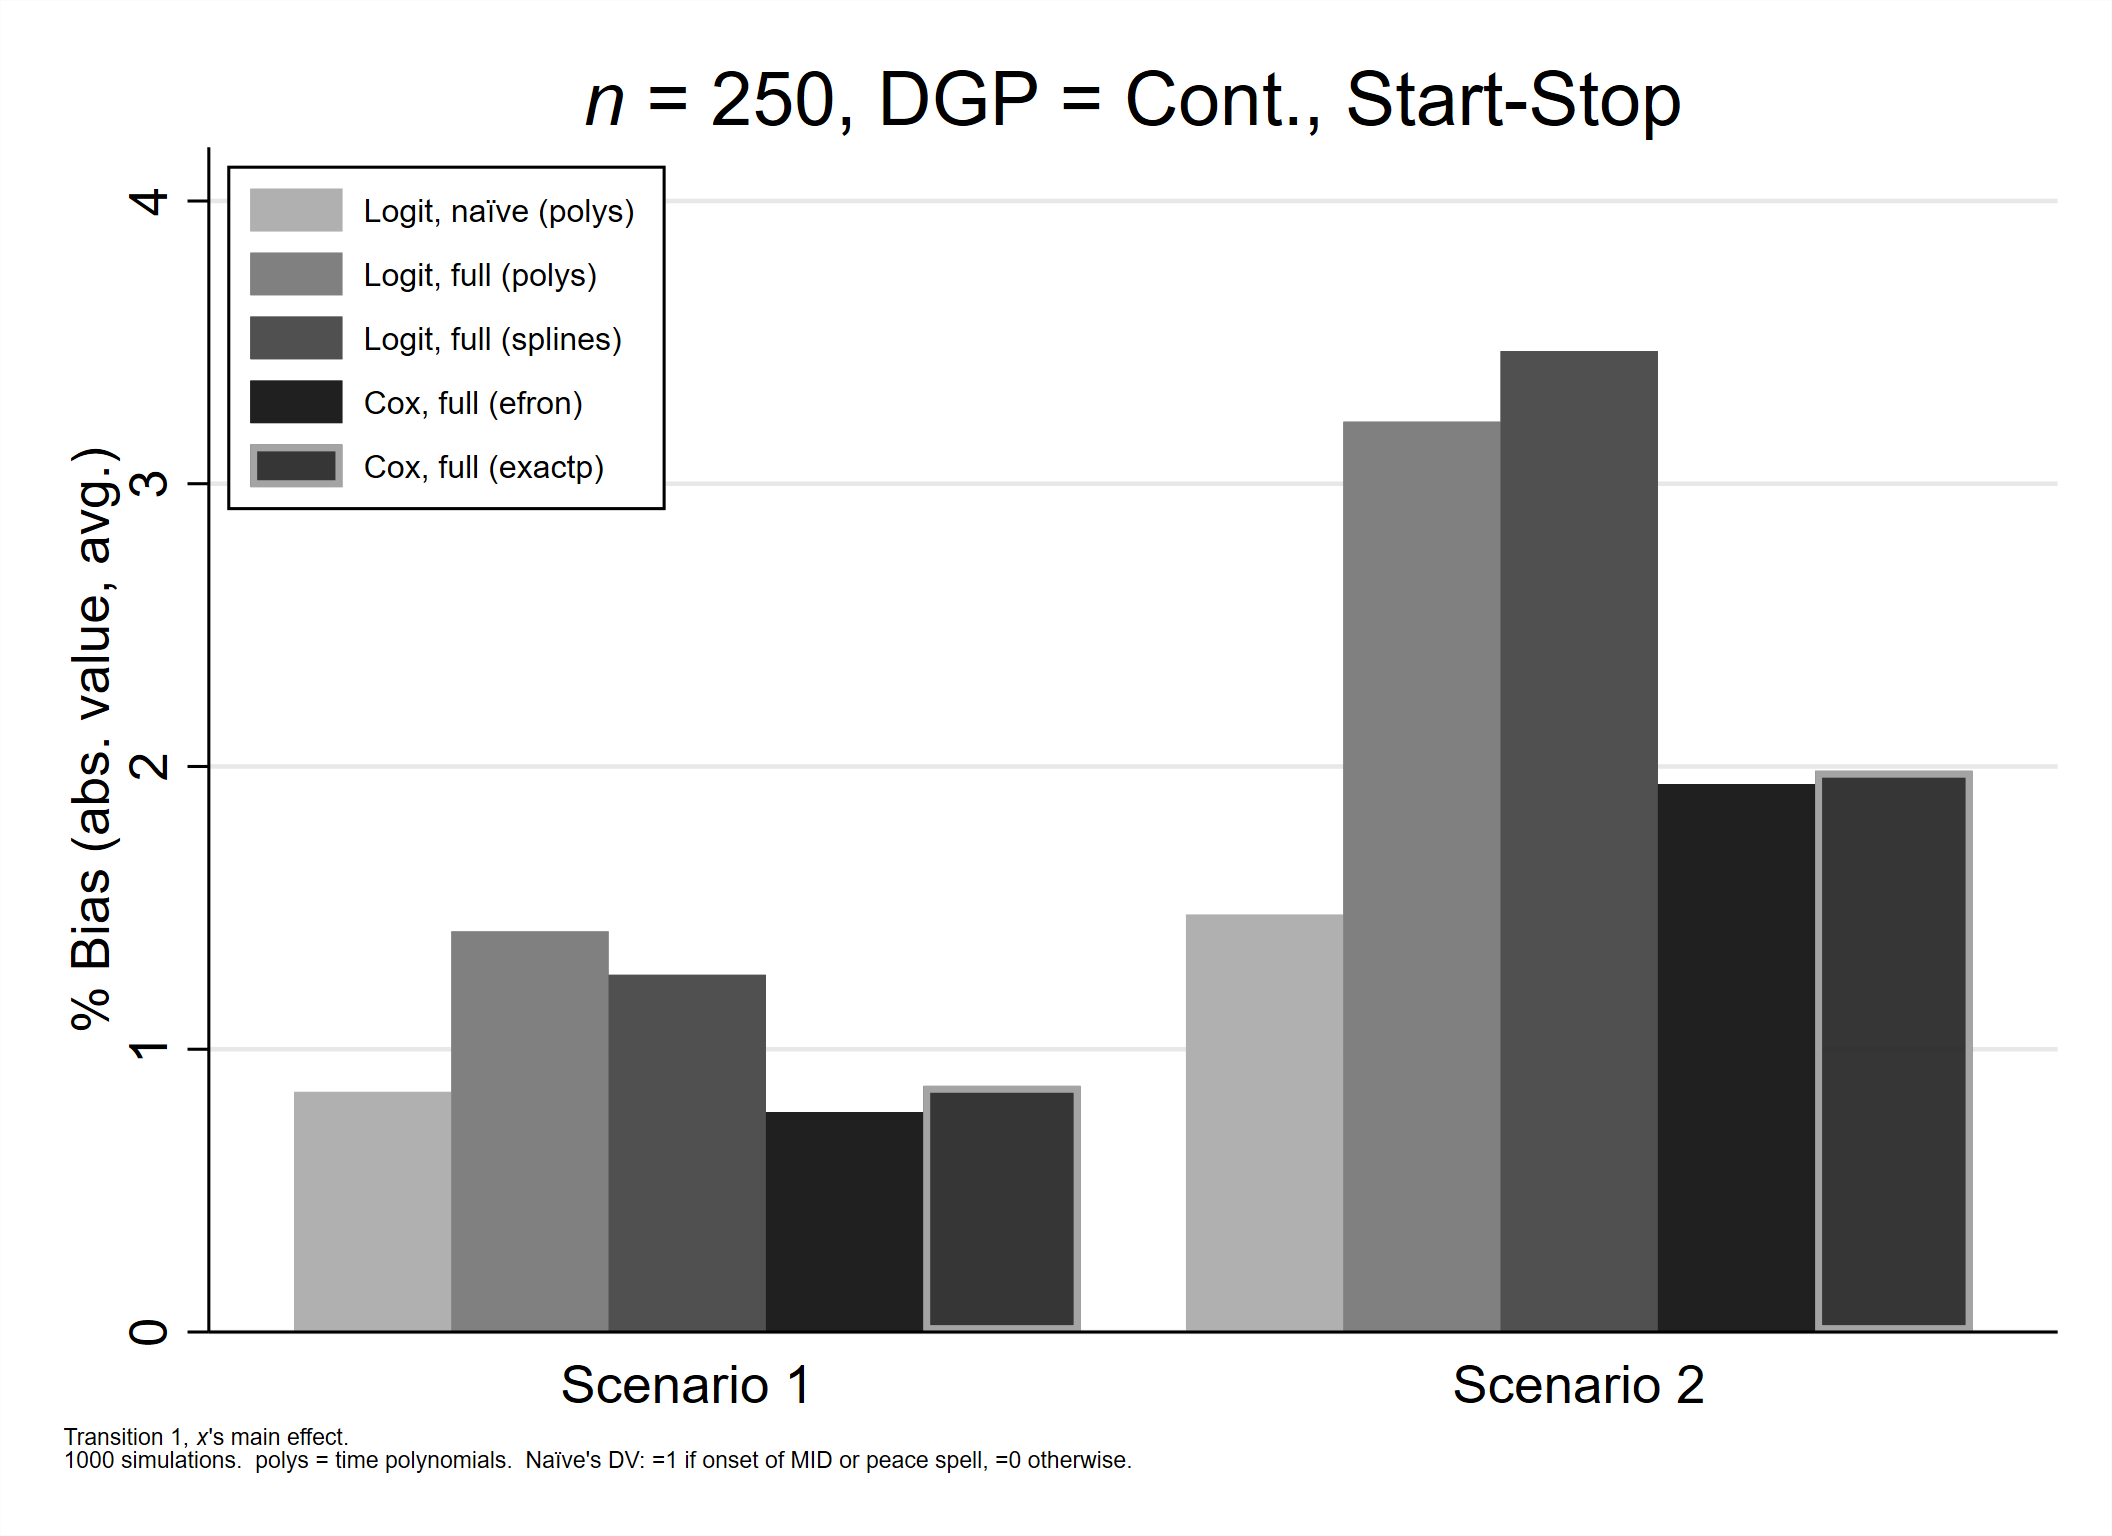 n = 250, DGP = Cont., Start-Stop
Logit, naïve (polys)
Logit, full (polys)
Logit, full (splines)
Cox, full (efron)
Cox, full (exactp)
% Bias (abs. value, avg.)
4
3
2
1
0
Scenario 1
Scenario 2
Transition 1, x's main effect.
1000 simulations.  polys = time polynomials.  Naïve's DV: =1 if onset of MID or peace spell, =0 otherwise.